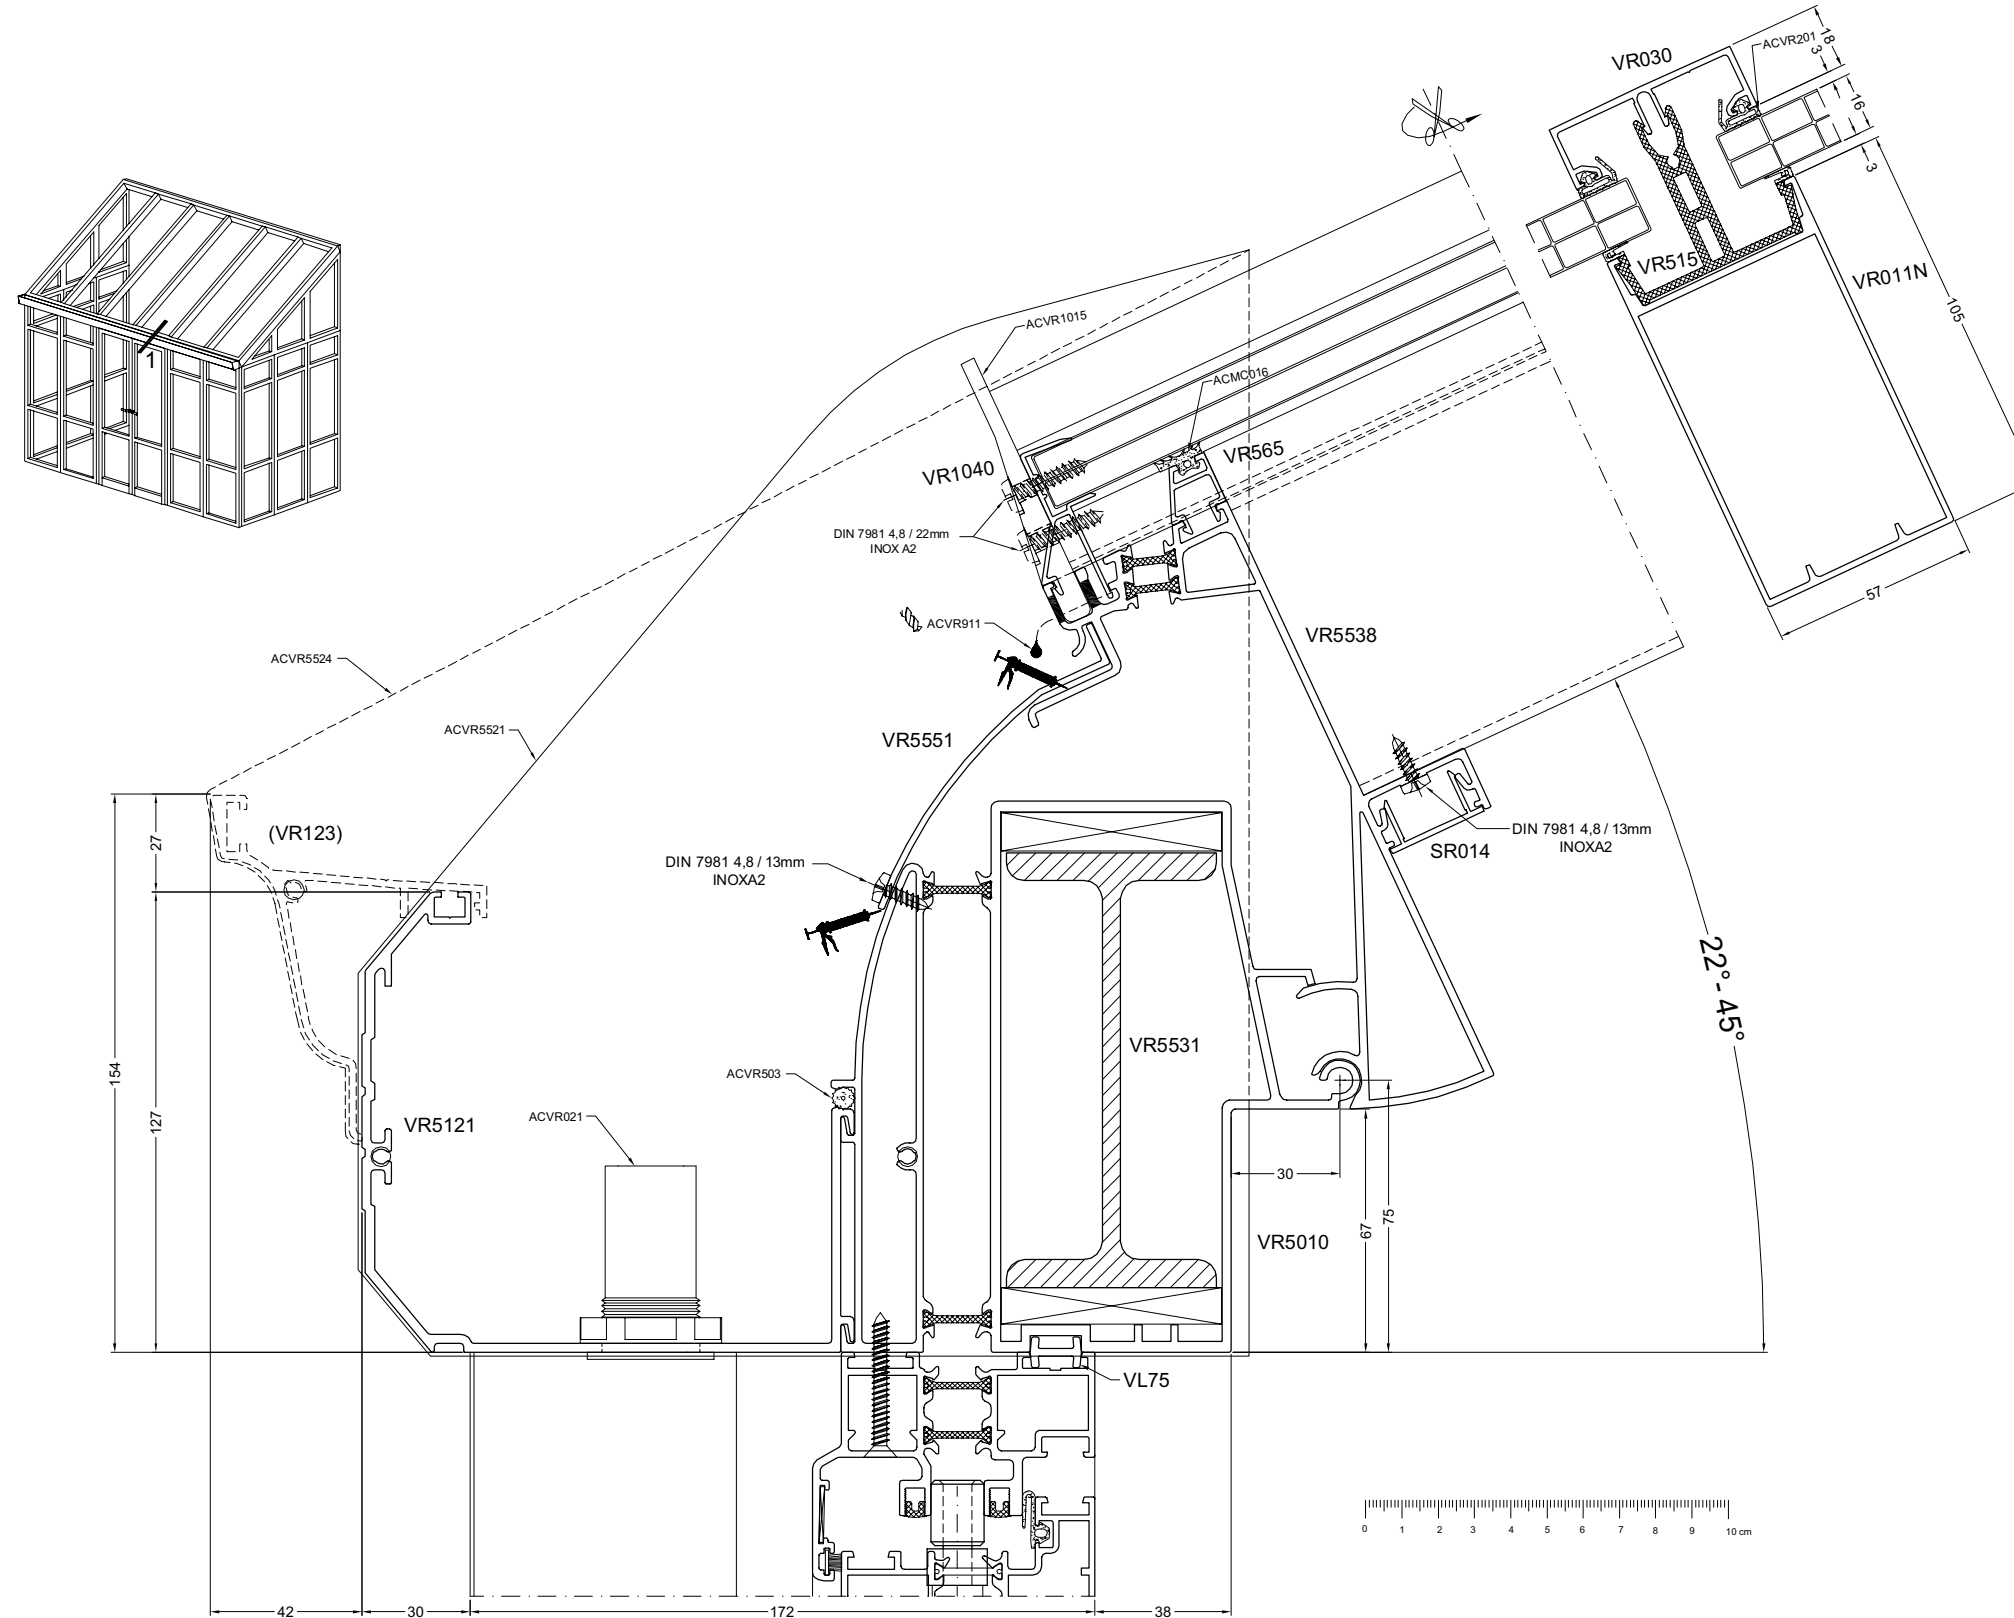 VR030
ACVR201
18
3
16
3
VR515
VR011N
105
57
1
ACVR1015
ACMC016
VR565
VR1040
DIN 7981 4,8 / 22mm
INOX A2
ACVR911
VR5538
ACVR5524
ACVR5521
VR5551
(VR123)
27
DIN 7981 4,8 / 13mm
INOXA2
DIN 7981 4,8 / 13mm
INOXA2
SR014
22° - 45°
154
127
VR5531
ACVR503
ACVR021
VR5121
30
67
75
VR5010
VL75
0 1 2 3 4 5 6 7 8 9 10 cm
42 30 172 38